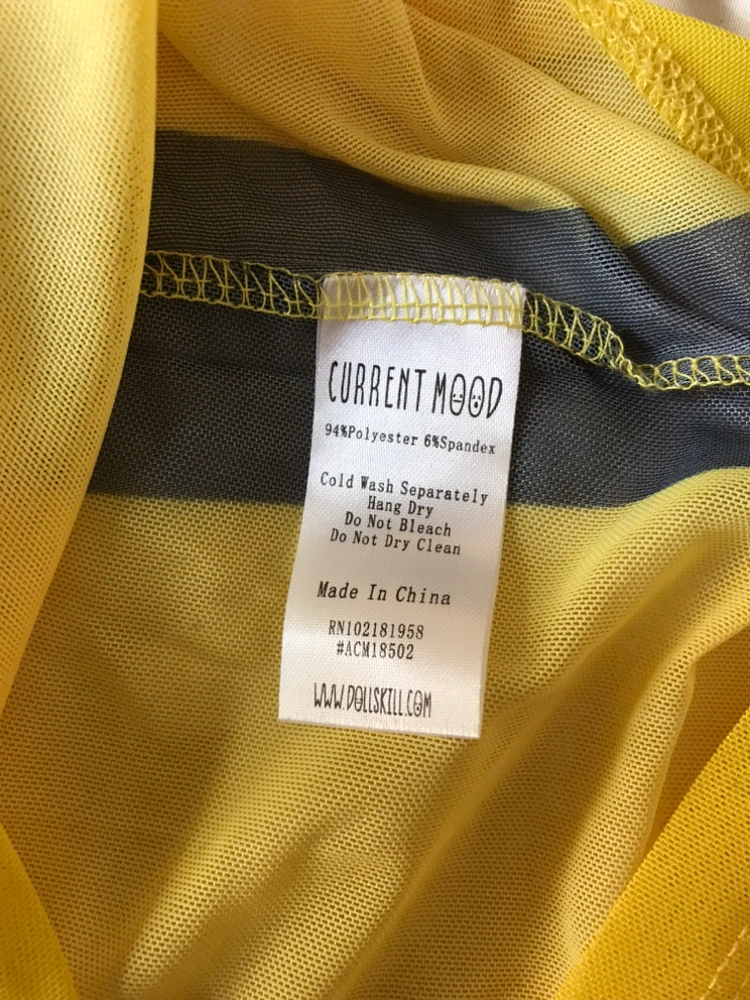 CURRENT MOOD
94%Polyester 6%Spandex
Cold Wash Separately
Hang Dry
Do Not Bleach
Do Not Dry Clean
Made In China
RN102181958
#ACM18502
WWW.DOLLSKILL.COM